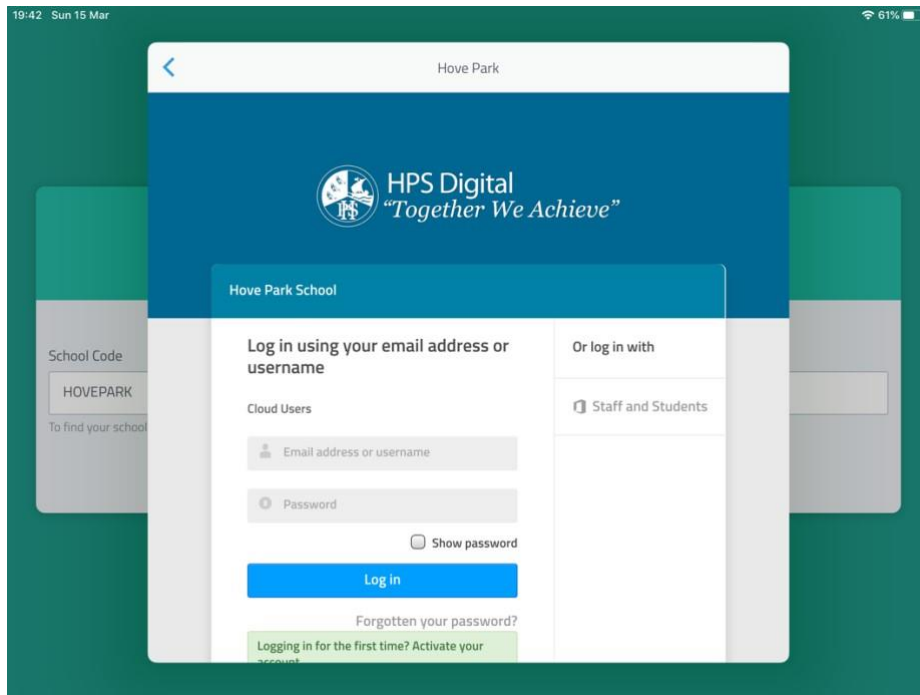 19:42 Sun 15 Mar
61%
Hove Park
HPS Digital
"Together We Achieve"
Hove Park School
School Code
HOVEPARK
To find your school
Log in using your email address or
username
Cloud Users
Email address or username
Password
Show password
Log in
Forgotten your password?
Logging in for the first time? Activate your
account
Or log in with
Staff and Students